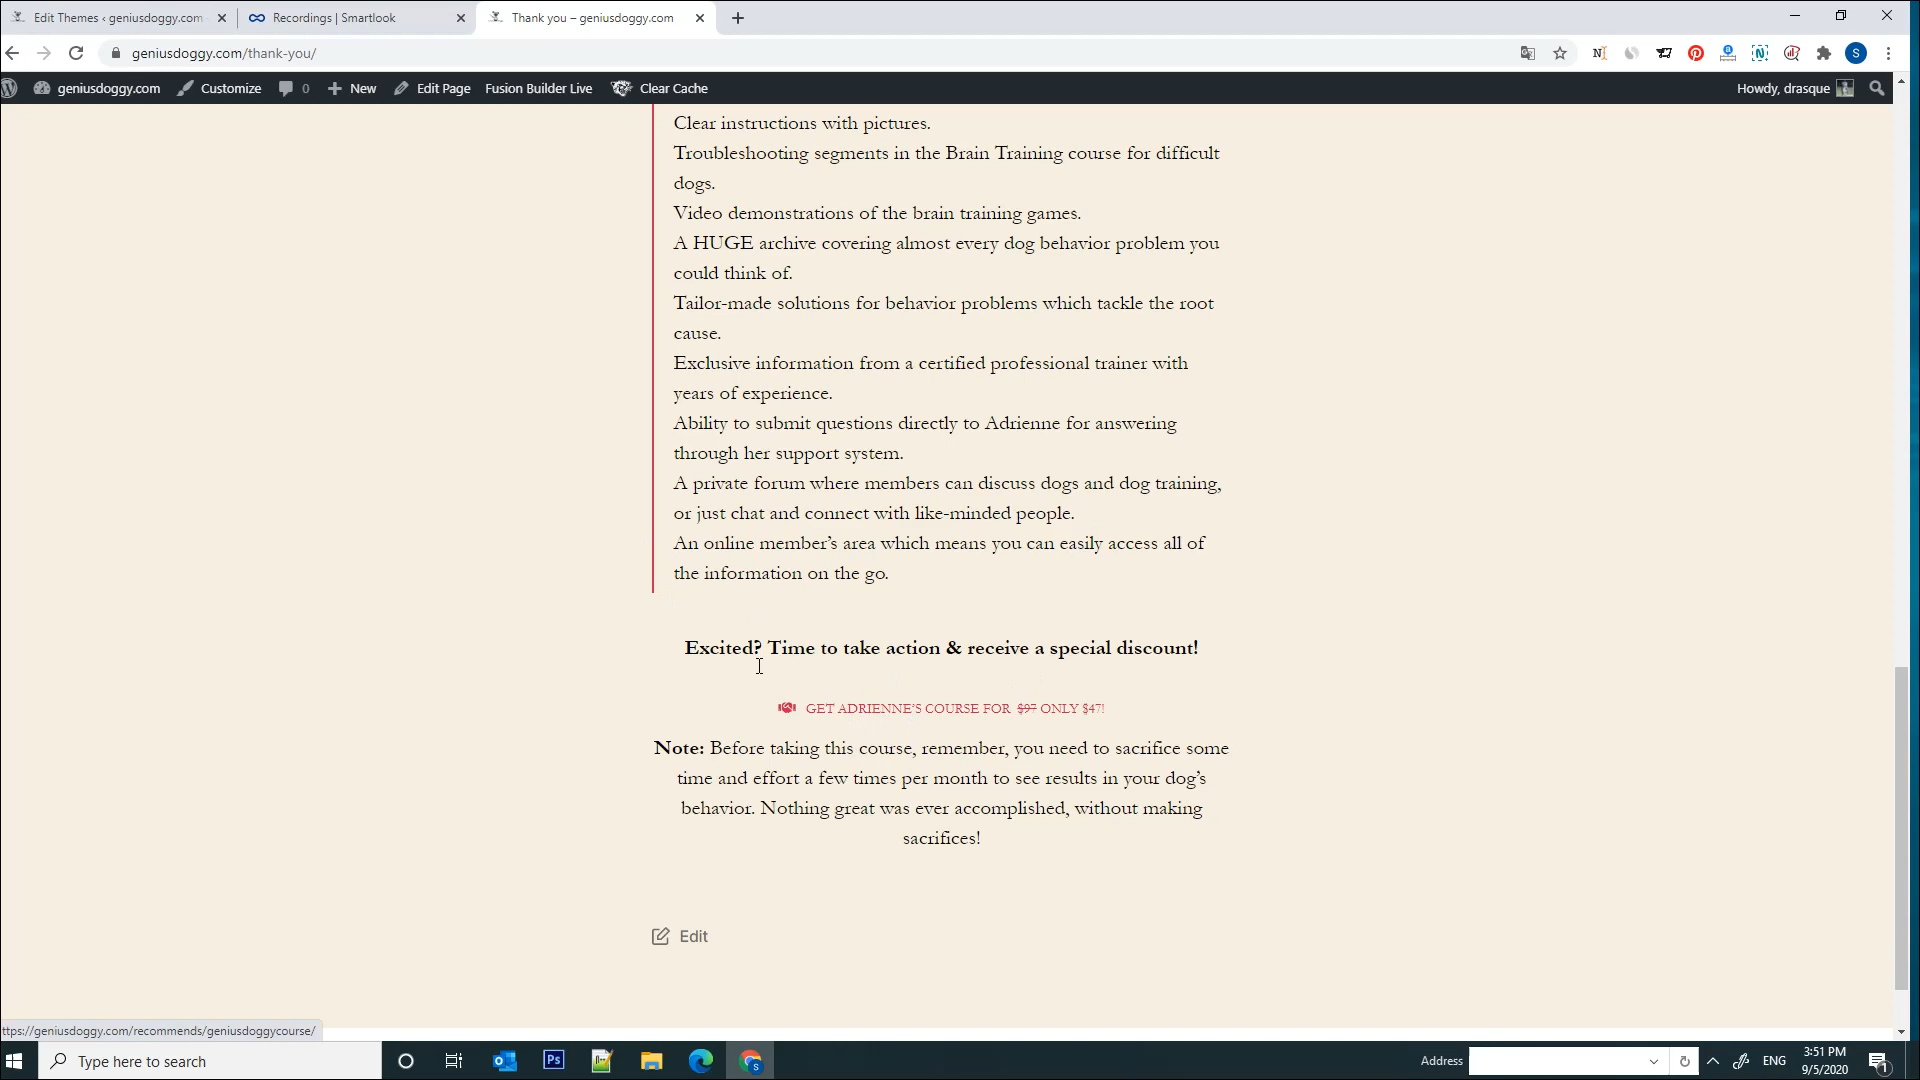 Edit Themes ‹ geniusdoggy.com
Recordings | Smartlook
Thank you – geniusdoggy.com
geniusdoggy.com/thank-you/
geniusdoggy.com
Customize
0
New
Edit Page
Fusion Builder Live
Clear Cache
Howdy, drasque
Clear instructions with pictures.
Troubleshooting segments in the Brain Training course for difficult
dogs.
Video demonstrations of the brain training games.
A HUGE archive covering almost every dog behavior problem you
could think of.
Tailor-made solutions for behavior problems which tackle the root
cause.
Exclusive information from a certified professional trainer with
years of experience.
Ability to submit questions directly to Adrienne for answering
through her support system.
A private forum where members can discuss dogs and dog training,
or just chat and connect with like-minded people.
An online member’s area which means you can easily access all of
the information on the go.
Excited? Time to take action & receive a special discount!
GET ADRIENNE’S COURSE FOR $97 ONLY $47!
Note: Before taking this course, remember, you need to sacrifice some
time and effort a few times per month to see results in your dog’s
behavior. Nothing great was ever accomplished, without making
sacrifices!
Edit
ttps://geniusdoggy.com/recommends/geniusdoggycourse/
Type here to search
Ps
Address
ENG
3:51 PM
9/5/2020
1